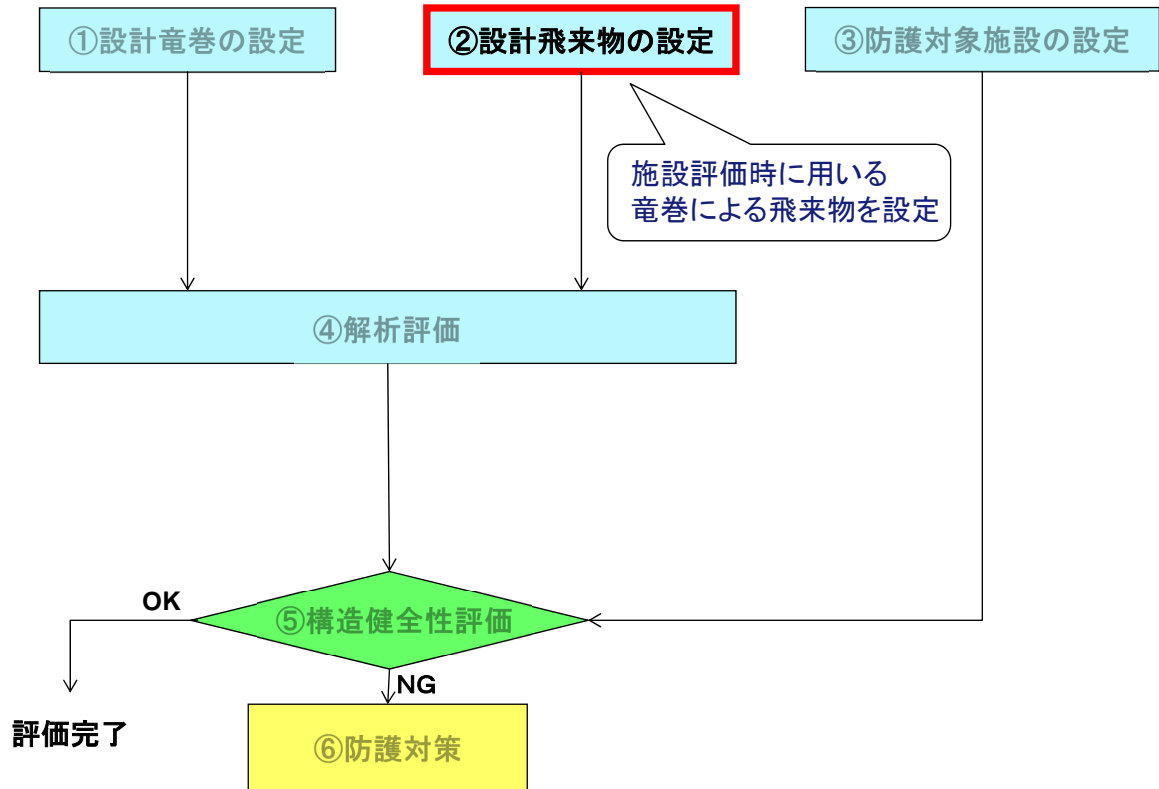 ①設計竜巻の設定
②設計飛来物の設定
③防護対象施設の設定
施設評価時に用いる
竜巻による飛来物を設定
④解析評価
OK
⑤構造健全性評価
NG
評価完了
⑥防護対策